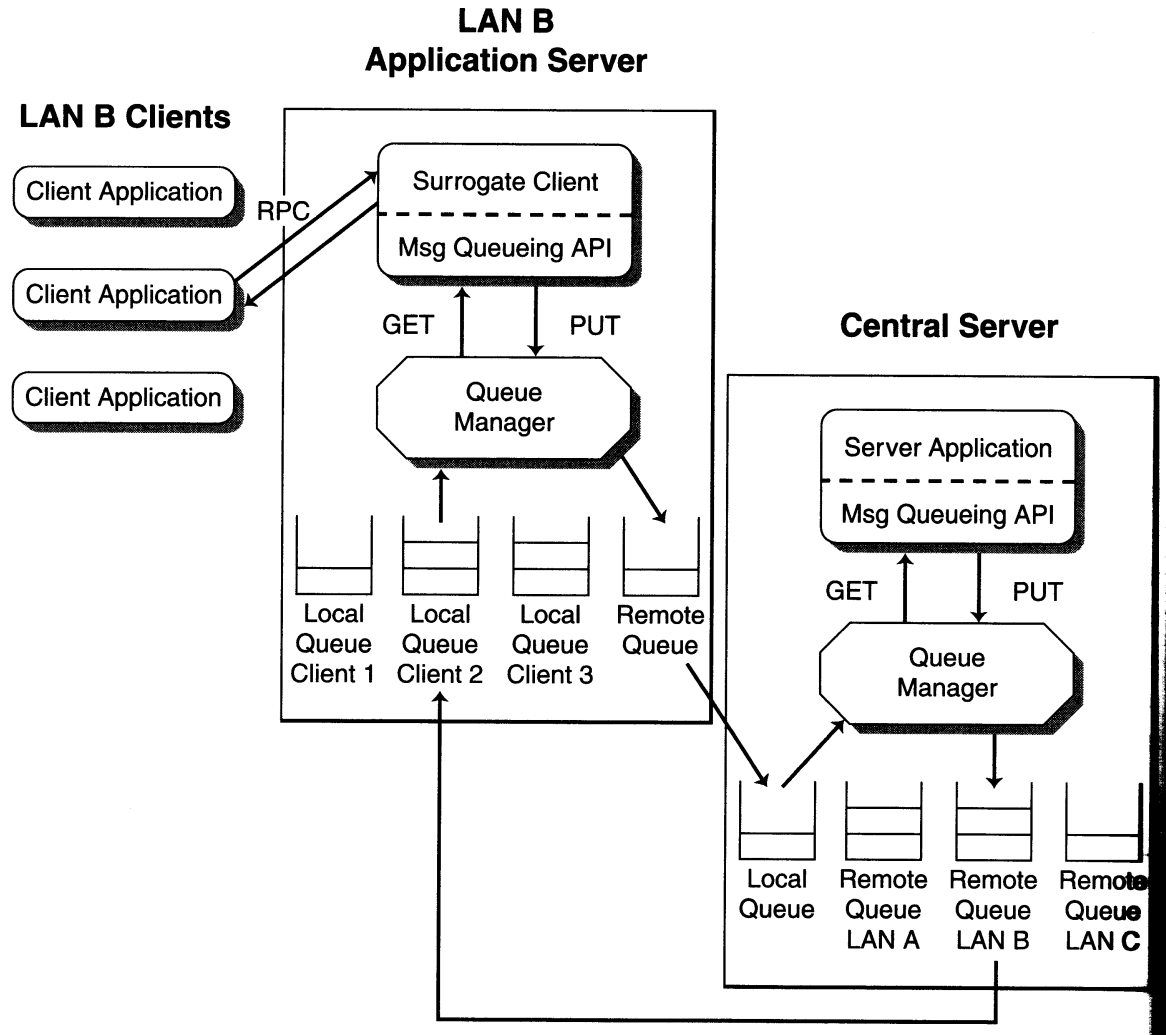 LAN B
Application Server
LAN B Clients
Client Application
Client Application
Client Application
RPC
Surrogate Client
Msg Queueing API
GET
PUT
Queue
Manager
Local
Queue
Client 1
Local
Queue
Client 2
Local
Queue
Client 3
Remote
Queue
Central Server
Server Application
Msg Queueing API
GET
PUT
Queue
Manager
Local
Queue
Remote
Queue
LAN A
Remote
Queue
LAN B
Remote
Queue
LAN C